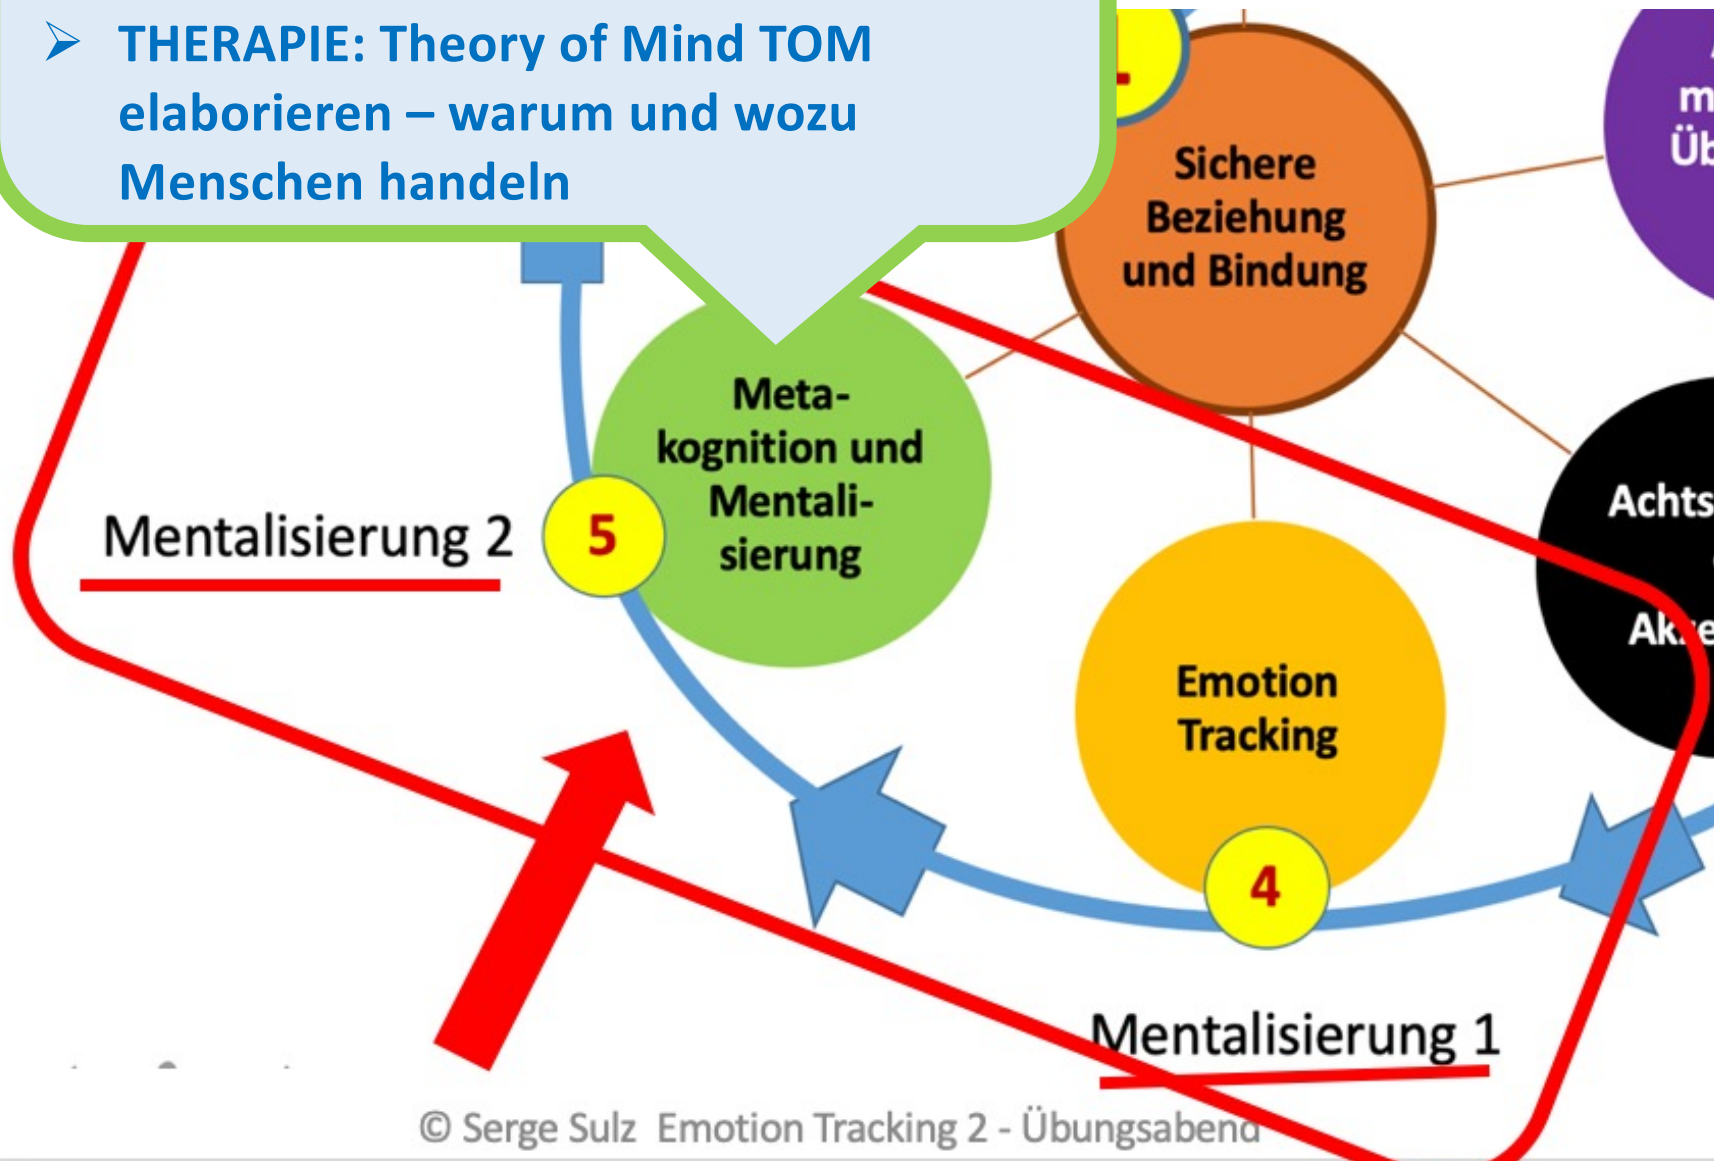 THERAPIE: Theory of Mind TOM
elaborieren – warum und wozu
Menschen handeln
Sichere
Beziehung
und Bindung
Meta-
kognition und
Mentali-
sierung
Mentalisierung 2
5
Emotion
Tracking
4
Mentalisierung 1
© Serge Sulz Emotion Tracking 2 - Übungsabend